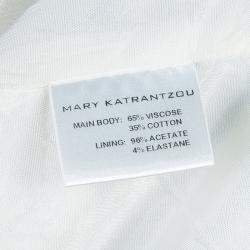 MARY KATRANTZOU
MAIN BODY: 65% VISCOSE
35% COTTON
LINING: 96% ACETATE
4% ELASTANE